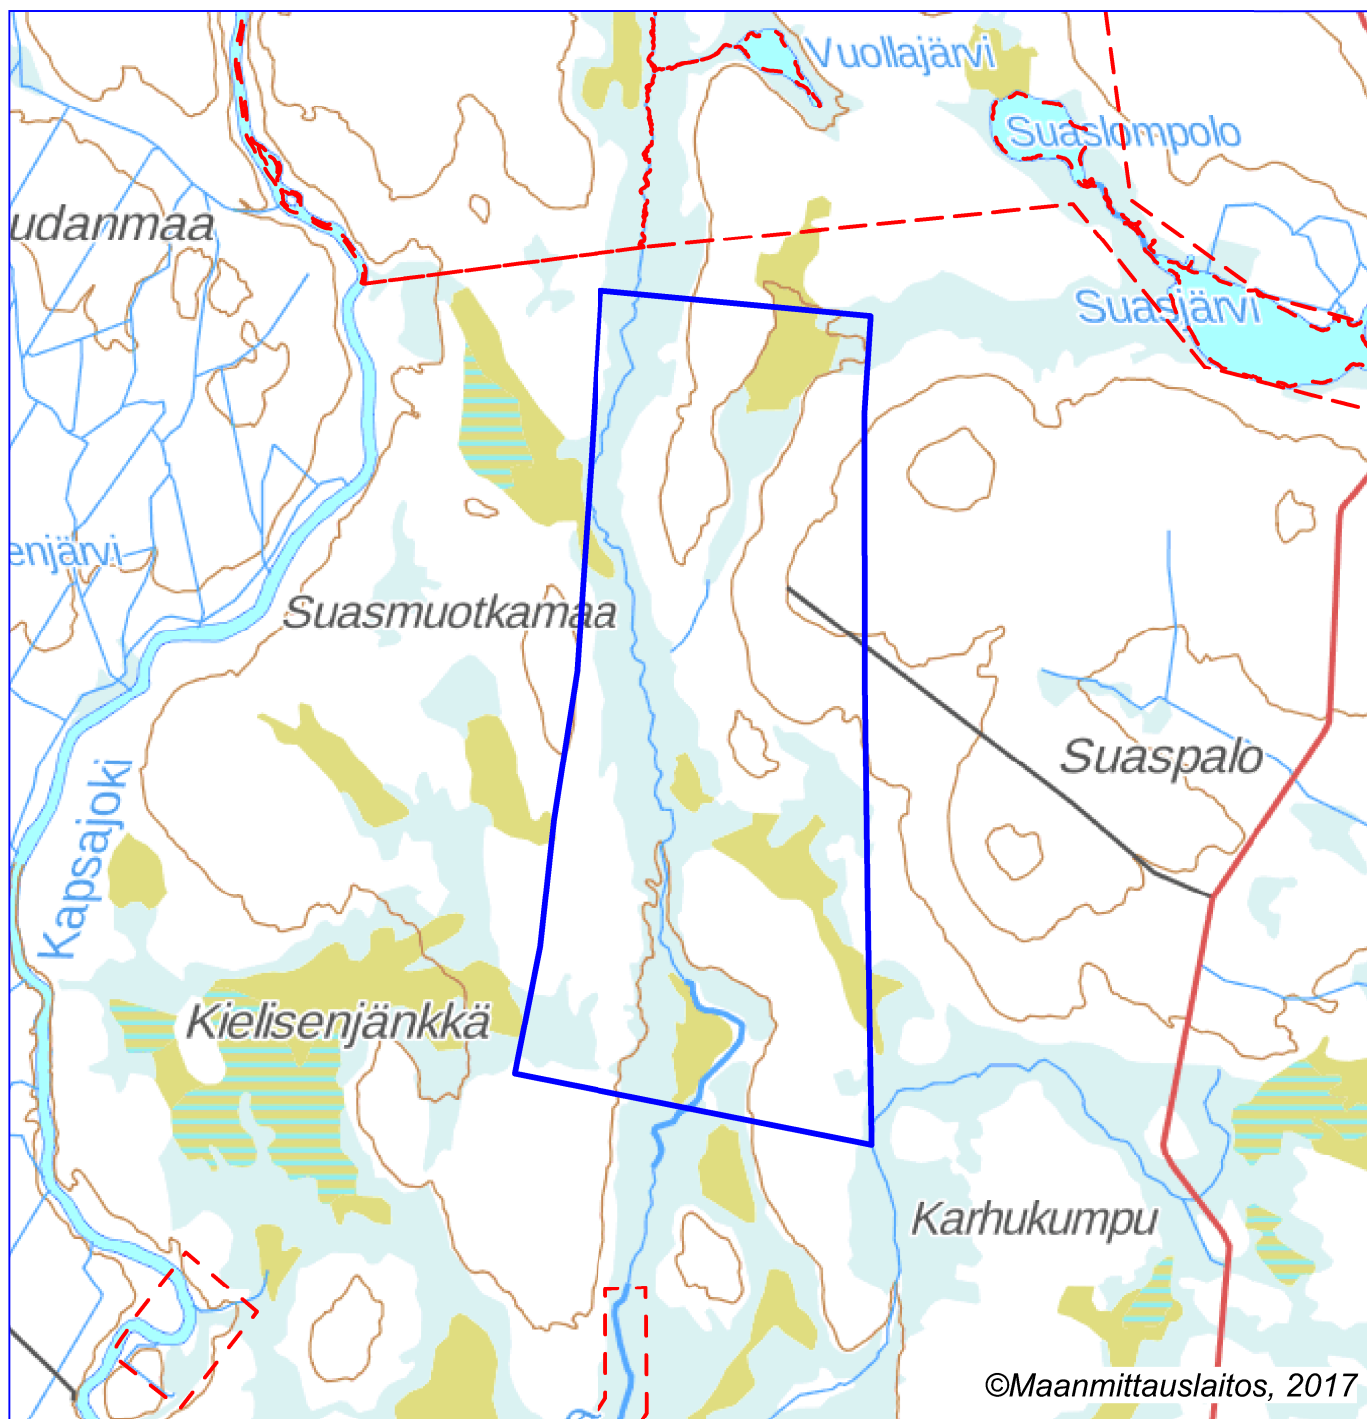 Vuollajärvi
Suaslompolo
udanmaa
Suasjärvi
enjärvi
Suasmuotkamaa
Suaspalo
Kapsajoki
Kielisenjänkkä
Karhukumpu
©Maanmittauslaitos, 2017